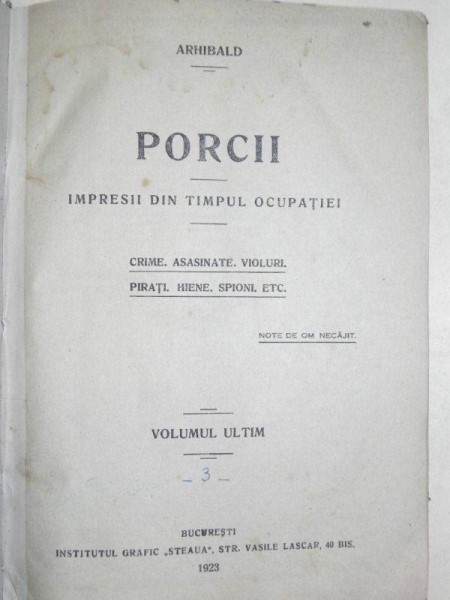 ARHIBALD
PORCII
IMPRESII DIN TIMPUL OCUPAȚIEI
CRIME. ASASINATE. VIOLURI.
PIRAȚI. HIENE. SPIONI. ETC.
NOTE DE OM NECĂJIT.
VOLUMUL ULTIM
- 3 -
BUCUREȘTI
INSTITUTUL GRAFIC „STEAUA”, STR. VASILE LASCAR, 40 BIS.
1923